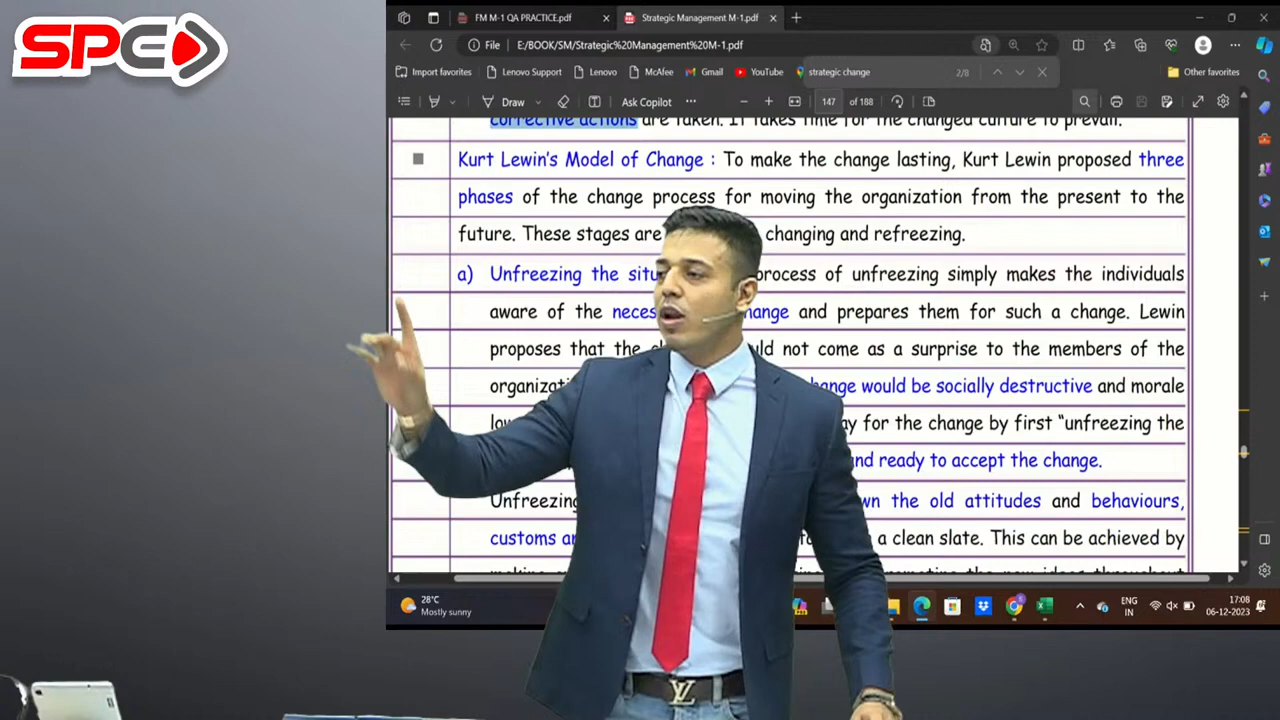 SPC
FM M-1 QA PRACTICE.pdf
Strategic Management M-1.pdf
File
E:/BOOK/SM/Strategic%20Management%20M-1.pdf
Import favorites
Lenovo Support
Lenovo
McAfee
Gmail
YouTube
strategic change
2/8
Other favorites
Draw
Ask Copilot
147
of 188
corrective actions are taken. It takes time for the changed culture to prevail.
Kurt Lewin's Model of Change : To make the change lasting, Kurt Lewin proposed three
phases of the change process for moving the organization from the present to the
future. These stages are changing and refreezing.
a) Unfreezing the process of unfreezing simply makes the individuals
aware of the and prepares them for such a change. Lewin
proposes that the not come as a surprise to the members of the
would be socially destructive and morale
for the change by first "unfreezing the
and ready to accept the change.
Unfreezing the old attitudes and behaviours,
customs a clean slate. This can be achieved by
the new ideas throughout
28°C
Mostly sunny
ENG
IN
17:08
06-12-2023
LV